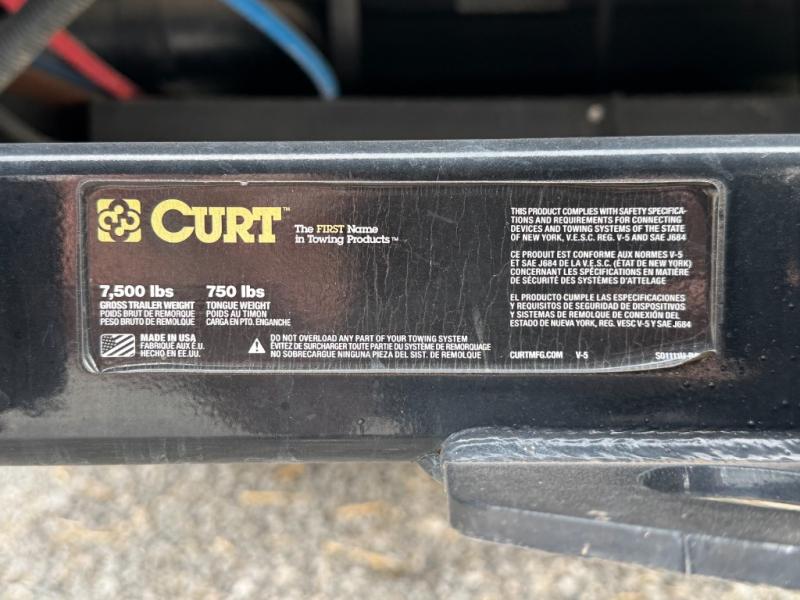 CURT™
The FIRST Name
in Towing Products™
7,500 lbs
GROSS TRAILER WEIGHT
POIDS BRUT DE REMORQUE
PESO BRUTO DE REMOLQUE
750 lbs
TONGUE WEIGHT
POIDS AU TIMON
CARGA EN PTO. ENGANCHE
MADE IN USA
FABRIQUÉ AUX É.U.
HECHO EN EE.UU.
DO NOT OVERLOAD ANY PART OF YOUR TOWING SYSTEM
ÉVITEZ DE SURCHARGER TOUTE PARTIE DU SYSTÈME DE REMORQUAGE
NO SOBRECARGUE NINGUNA PIEZA DEL SIST. DE REMOLQUE
THIS PRODUCT COMPLIES WITH SAFETY SPECIFICA-
TIONS AND REQUIREMENTS FOR CONNECTING
DEVICES AND TOWING SYSTEMS OF THE STATE
OF NEW YORK, V.E.S.C. REG. V-5 AND SAE J684
CE PRODUIT EST CONFORME AUX NORMES V-5
ET SAE J684 DE LA V.E.S.C. (ÉTAT DE NEW YORK)
CONCERNANT LES SPÉCIFICATIONS EN MATIÈRE
DE SÉCURITÉ DES SYSTÈMES D'ATTELAGE
EL PRODUCTO CUMPLE LAS ESPECIFICACIONES
Y REQUISITOS DE SEGURIDAD DE DISPOSITIVOS
Y SISTEMAS DE REMOLQUE DE CONEXIÓN DEL
ESTADO DE NUEVA YORK, REG. VESC V-5 Y SAE J684
CURTMFG.COM V-5